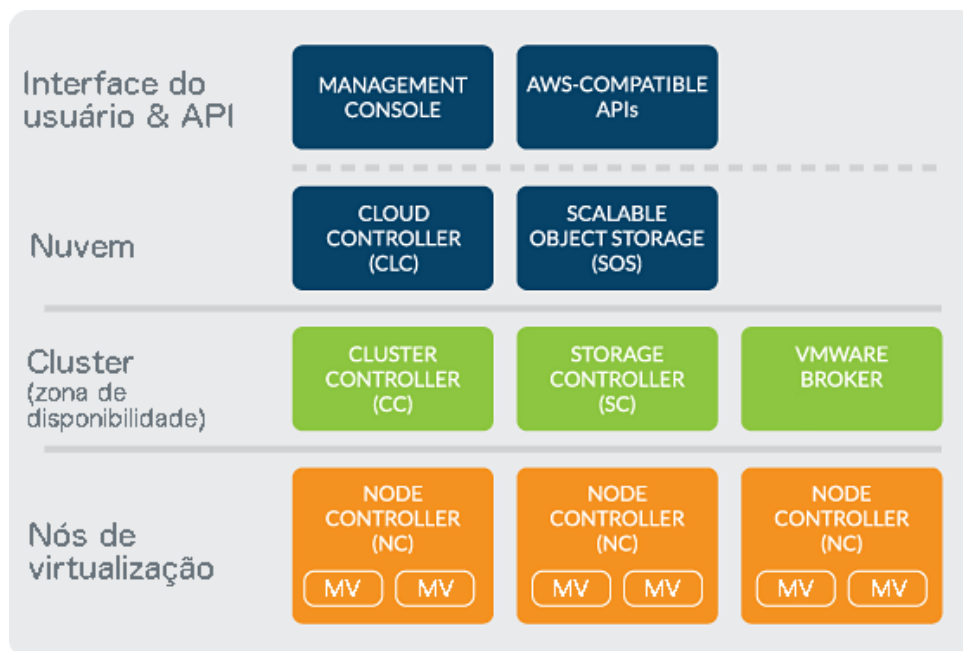 Interface do
usuário & API
MANAGEMENT
CONSOLE
AWS-COMPATIBLE
APIs
Nuvem
CLOUD
CONTROLLER
(CLC)
SCALABLE
OBJECT STORAGE
(SOS)
Cluster
(zona de
disponibilidade)
CLUSTER
CONTROLLER
(CC)
STORAGE
CONTROLLER
(SC)
VMWARE
BROKER
Nós de
virtualização
NODE
CONTROLLER
(NC)
MV MV
NODE
CONTROLLER
(NC)
MV MV
NODE
CONTROLLER
(NC)
MV MV